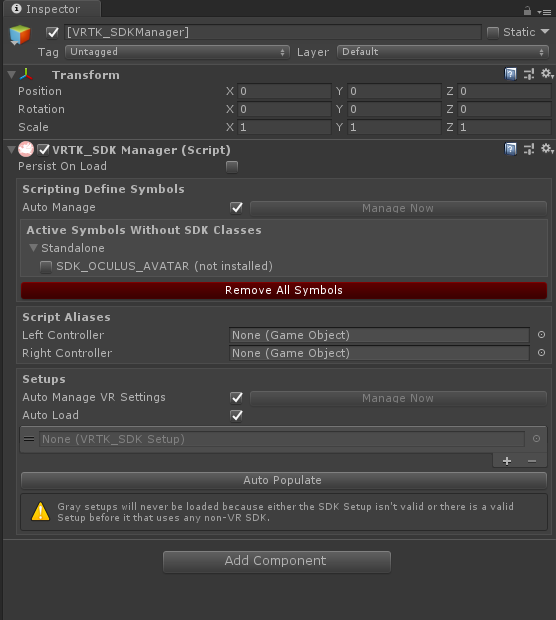 Inspector
[VRTK_SDKManager] Static
Tag Untagged Layer Default
Transform
Position X 0 Y 0 Z 0
Rotation X 0 Y 0 Z 0
Scale X 1 Y 1 Z 1
VRTK_SDK Manager (Script)
Persist On Load
Scripting Define Symbols
Auto Manage Manage Now
Active Symbols Without SDK Classes
Standalone
SDK_OCULUS_AVATAR (not installed)
Remove All Symbols
Script Aliases
Left Controller None (Game Object)
Right Controller None (Game Object)
Setups
Auto Manage VR Settings Manage Now
Auto Load
None (VRTK_SDK Setup)
+ −
Auto Populate
Gray setups will never be loaded because either the SDK Setup isn't valid or there is a valid
Setup before it that uses any non-VR SDK.
Add Component